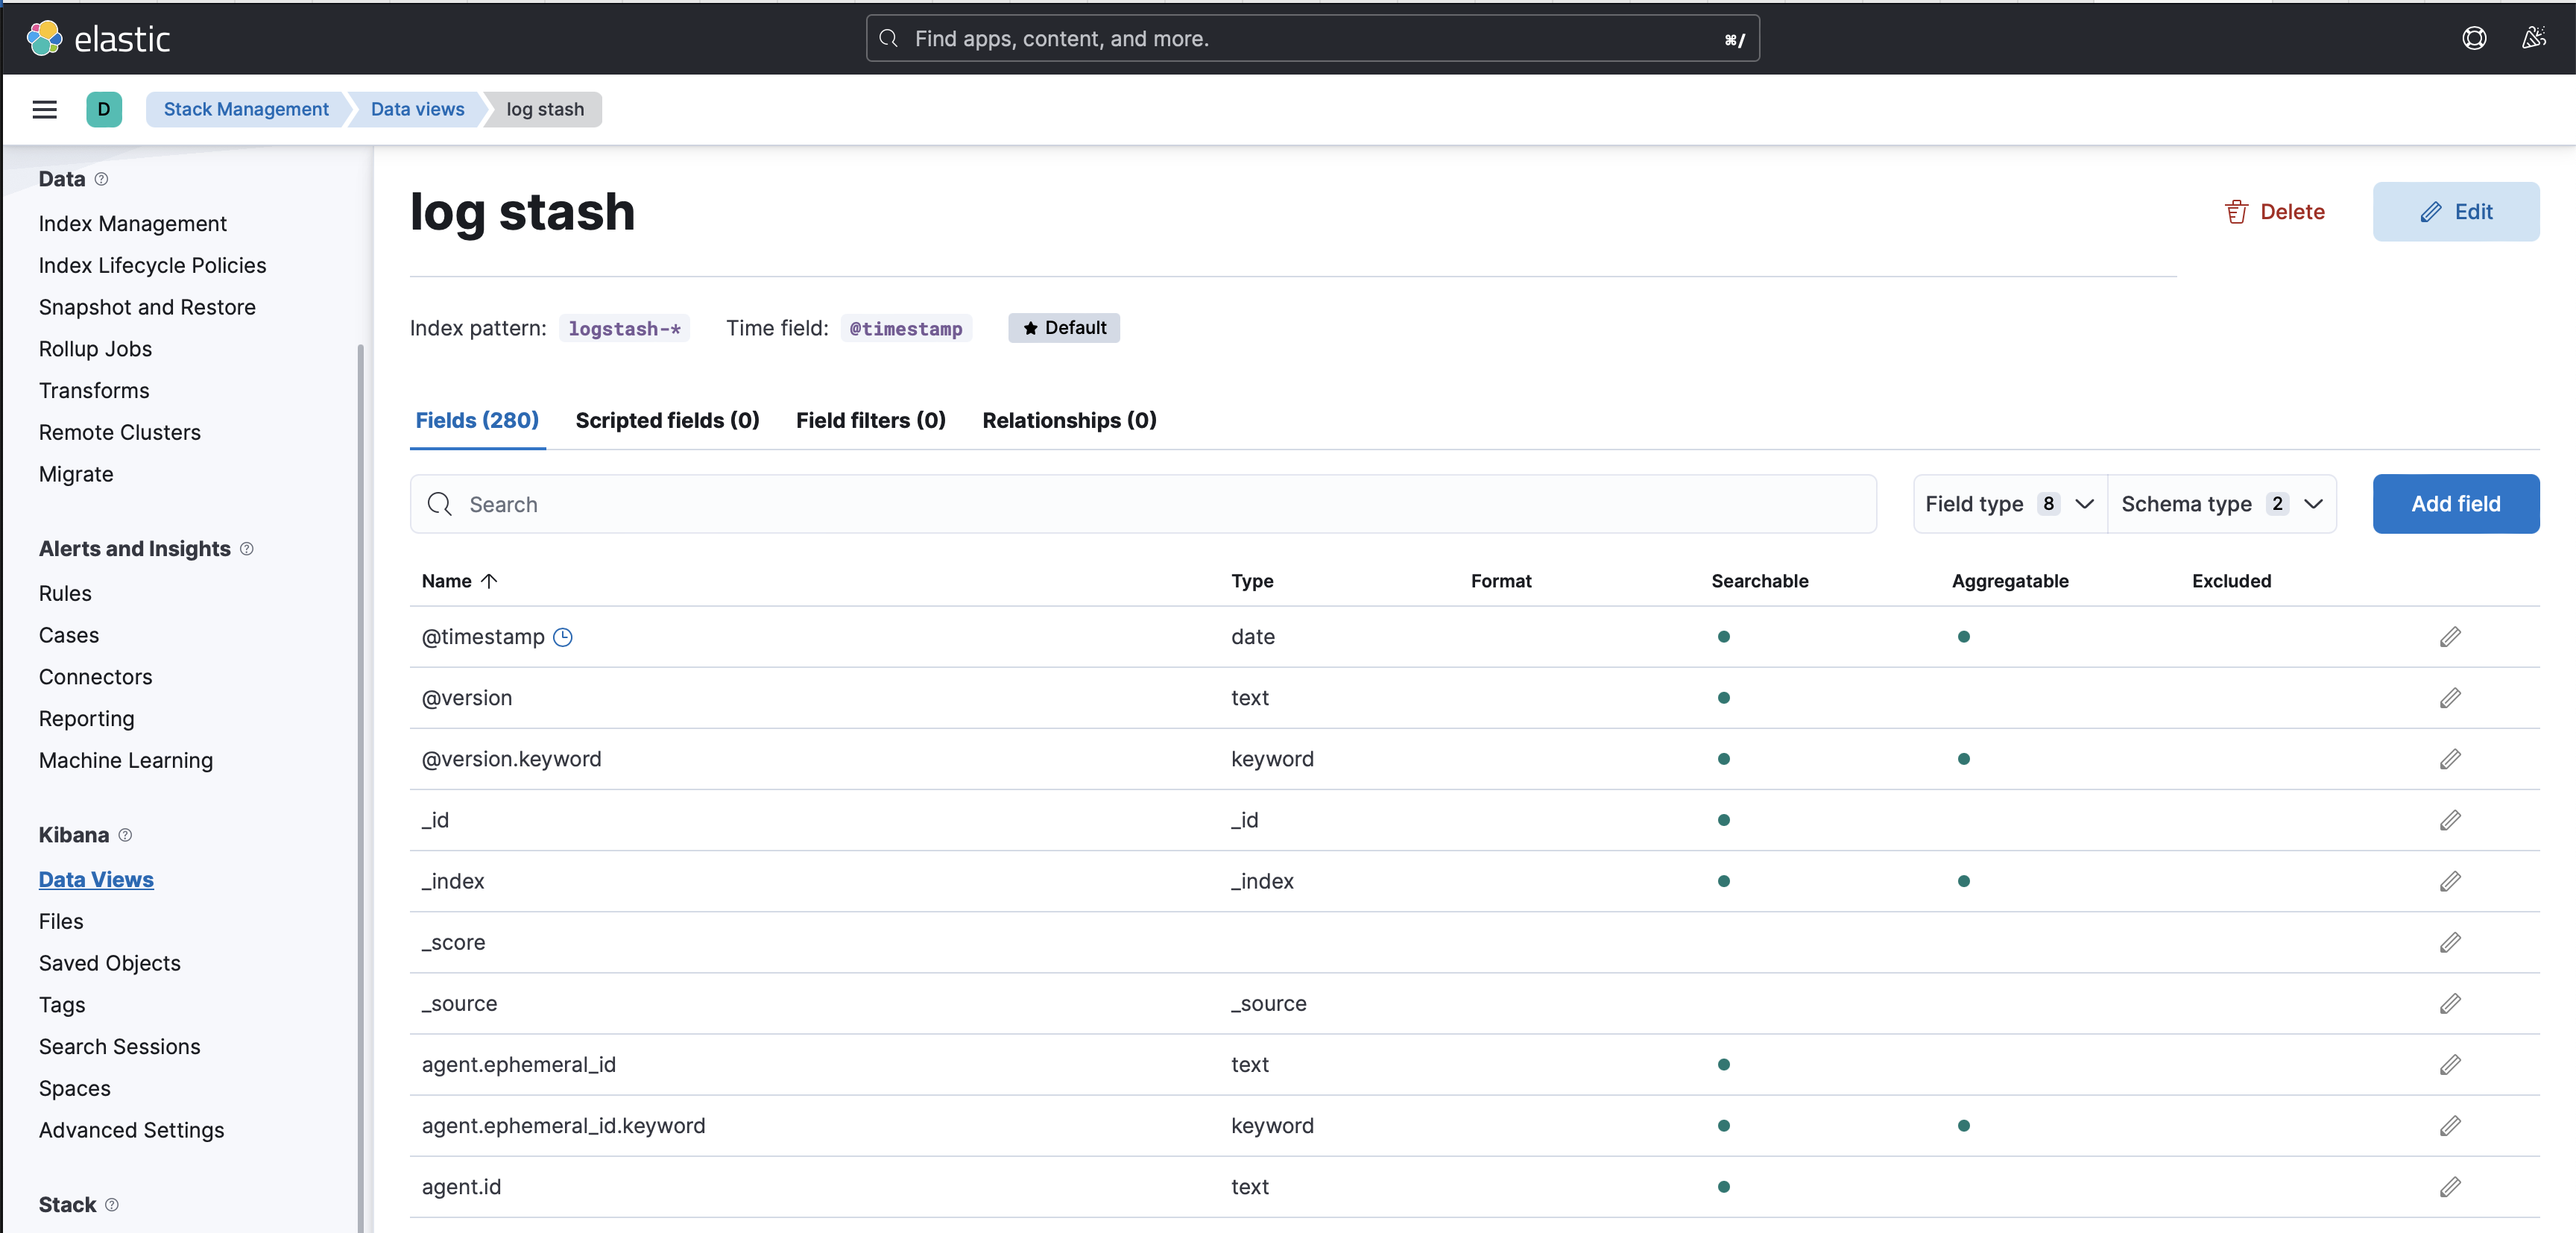 elastic
Find apps, content, and more.
⌘/
D
Stack Management
Data views
log stash
Data
Index Management
Index Lifecycle Policies
Snapshot and Restore
Rollup Jobs
Transforms
Remote Clusters
Migrate
Alerts and Insights
Rules
Cases
Connectors
Reporting
Machine Learning
Kibana
Data Views
Files
Saved Objects
Tags
Search Sessions
Spaces
Advanced Settings
Stack
log stash
Delete
Edit
Index pattern: logstash-* Time field: @timestamp Default
Fields (280) Scripted fields (0) Field filters (0) Relationships (0)
Search
Field type 8 Schema type 2
Add field
Name Type Format Searchable Aggregatable Excluded
@timestamp date
@version text
@version.keyword keyword
_id _id
_index _index
_score
_source _source
agent.ephemeral_id text
agent.ephemeral_id.keyword keyword
agent.id text